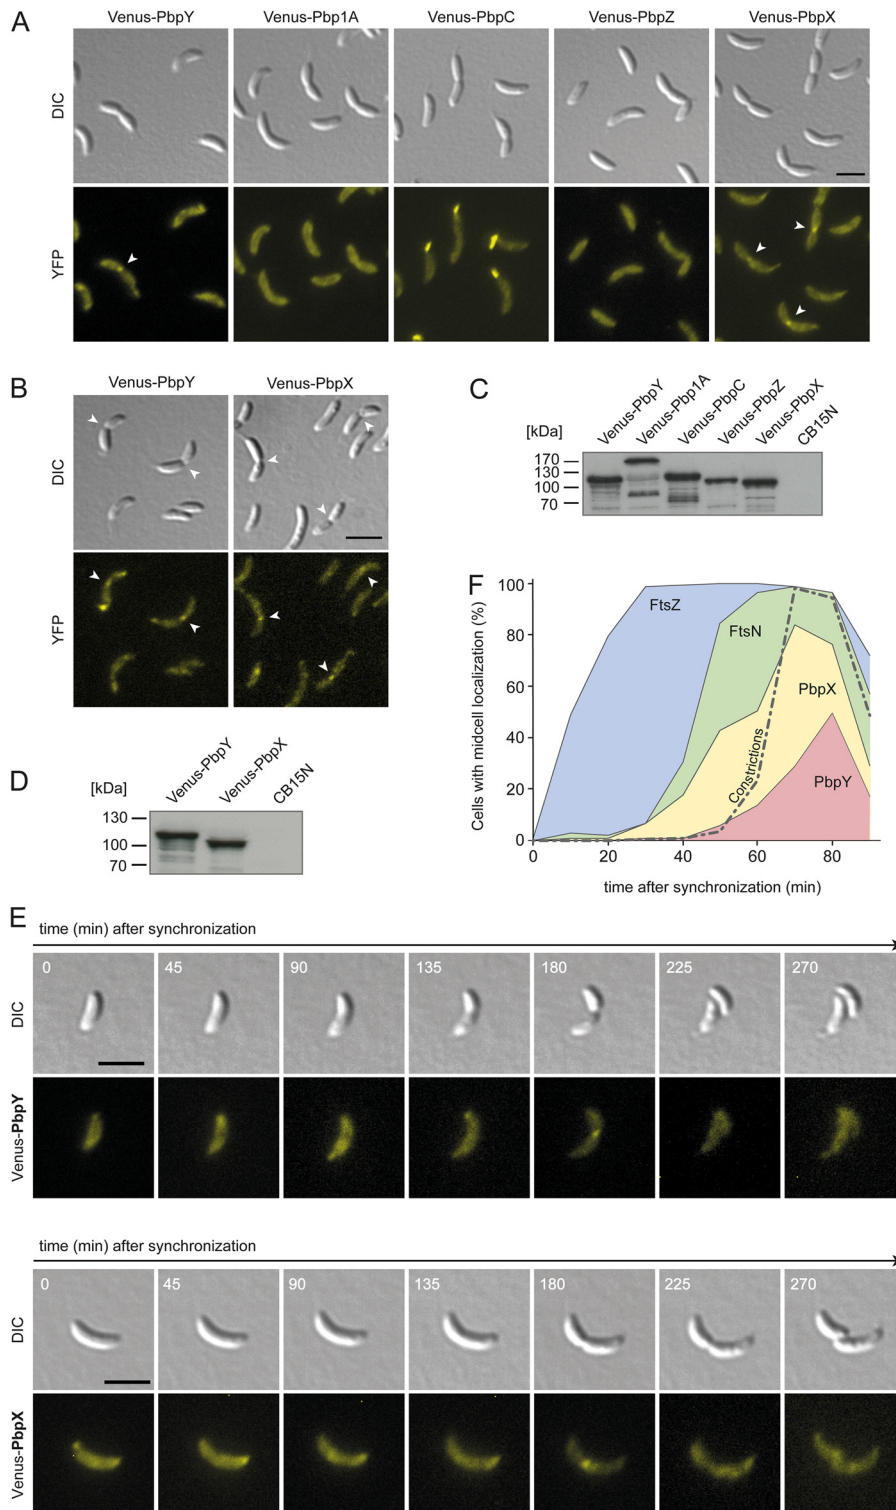 A
Venus-PbpY Venus-Pbp1A Venus-PbpC Venus-PbpZ Venus-PbpX
DIC
YFP
B
Venus-PbpY Venus-PbpX
DIC
YFP
C
Venus-PbpY Venus-Pbp1A Venus-PbpC Venus-PbpZ Venus-PbpX CB15N
[kDa]
170
130
100
70
D
Venus-PbpY Venus-PbpX CB15N
[kDa]
130
100
70
F
Cells with midcell localization (%)
100
80
60
40
20
0
FtsZ
FtsN
PbpX
Constrictions
PbpY
0 20 40 60 80
time after synchronization (min)
E
time (min) after synchronization
DIC
0 45 90 135 180 225 270
Venus-PbpY
time (min) after synchronization
DIC
0 45 90 135 180 225 270
Venus-PbpX